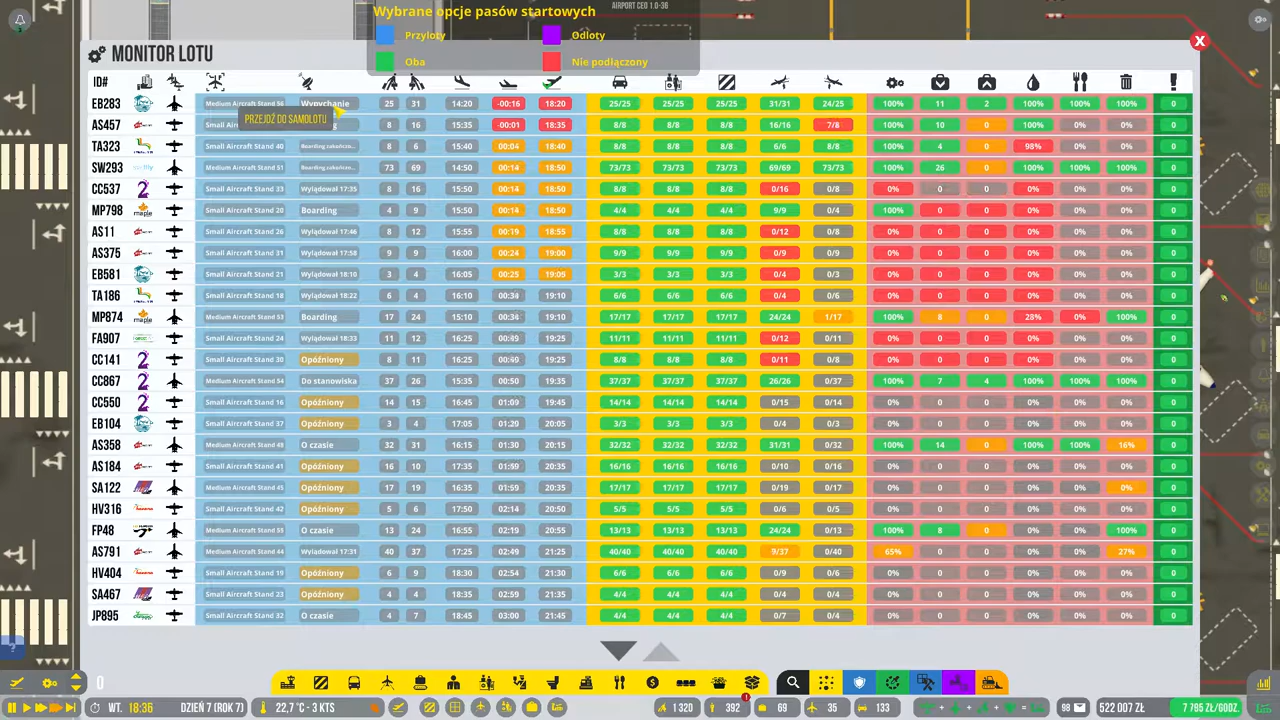 AIRPORT CEO 1.0-36
Wybrane opcje pasów startowych
Przyloty
Odloty
Oba
Nie podłączony
MONITOR LOTU
X
ID#
EB283 Medium Aircraft Stand 56 Wypychanie 25 31 14:20 -00:16 18:20 25/25 25/25 25/25 31/31 24/25 100% 11 2 100% 100% 100% 0
PRZEJDŹ DO SAMOLOTU
AS457 Small 8 16 15:35 -00:01 18:35 8/8 8/8 8/8 16/16 7/8 100% 10 0 100% 0% 0% 0
TA323 Small Aircraft Stand 40 Boarding zakończon... 8 6 15:40 00:04 18:40 8/8 8/8 8/8 6/6 8/8 100% 4 0 98% 0% 0% 0
SW293 Medium Aircraft Stand 51 Boarding zakończon... 73 69 14:50 00:14 18:50 73/73 73/73 73/73 69/69 73/73 100% 26 0 100% 100% 100% 0
CC537 2 Small Aircraft Stand 33 Wylądował 17:35 8 16 15:50 00:14 18:50 8/8 8/8 8/8 0/16 0/8 0% 0 0 0% 0% 0% 0
MP798 maple Small Aircraft Stand 20 Boarding 4 9 15:50 00:14 18:50 4/4 4/4 4/4 9/9 0/4 100% 0 0 0% 0% 0% 0
AS11 Small Aircraft Stand 26 Wylądował 17:46 8 12 15:55 00:19 18:55 8/8 8/8 8/8 0/12 0/8 0% 0 0 0% 0% 0% 0
AS375 Small Aircraft Stand 31 Wylądował 17:58 9 9 16:00 00:24 19:00 9/9 9/9 9/9 0/9 0/9 0% 0 0 0% 0% 0% 0
EB581 Small Aircraft Stand 21 Wylądował 18:10 3 4 16:05 00:25 19:05 3/3 3/3 3/3 0/4 0/3 0% 0 0 0% 0% 0% 0
TA186 Small Aircraft Stand 18 Wylądował 18:22 6 4 16:10 00:34 19:10 6/6 6/6 6/6 0/4 0/6 0% 0 0 0% 0% 0% 0
MP874 maple Medium Aircraft Stand 53 Boarding 17 24 15:10 00:34 19:10 17/17 17/17 17/17 24/24 1/17 100% 8 0 28% 0% 100% 0
FA907 Small Aircraft Stand 24 Wylądował 18:33 11 12 16:25 00:49 19:25 11/11 11/11 11/11 0/12 0/11 0% 0 0 0% 0% 0% 0
CC141 2 Small Aircraft Stand 30 Opóźniony 8 11 16:25 00:49 19:25 8/8 8/8 8/8 0/11 0/8 0% 0 0 0% 0% 0% 0
CC867 2 Medium Aircraft Stand 54 Do stanowiska 37 26 15:35 00:50 19:35 37/37 37/37 37/37 26/26 0/37 100% 7 4 100% 100% 100% 0
CC550 2 Small Aircraft Stand 16 Opóźniony 14 15 16:45 01:09 19:45 14/14 14/14 14/14 0/15 0/14 0% 0 0 0% 0% 0% 0
EB104 Small Aircraft Stand 37 Opóźniony 3 4 17:05 01:29 20:05 3/3 3/3 3/3 0/4 0/3 0% 0 0 0% 0% 0% 0
AS358 Medium Aircraft Stand 49 O czasie 32 31 16:15 01:30 20:15 32/32 32/32 32/32 31/31 0/32 100% 14 0 100% 100% 16% 0
AS184 Small Aircraft Stand 41 Opóźniony 16 10 17:35 01:59 20:35 16/16 16/16 16/16 0/10 0/16 0% 0 0 0% 0% 0% 0
SA122 Medium Aircraft Stand 45 Opóźniony 17 19 16:35 01:59 20:35 17/17 17/17 17/17 0/19 0/17 0% 0 0 0% 0% 0% 0
HV316 Small Aircraft Stand 42 Opóźniony 5 6 17:50 02:14 20:50 5/5 5/5 5/5 0/6 0/5 0% 0 0 0% 0% 0% 0
FP48 Medium Aircraft Stand 55 O czasie 13 24 16:55 02:19 20:55 13/13 13/13 13/13 24/24 0/13 100% 8 0 0% 0% 100% 0
AS791 Medium Aircraft Stand 44 Wylądował 17:31 40 37 17:25 02:49 21:25 40/40 40/40 40/40 9/37 0/40 65% 0 0 0% 0% 27% 0
HV404 Small Aircraft Stand 19 Opóźniony 6 9 18:30 02:54 21:30 6/6 6/6 6/6 0/9 0/6 0% 0 0 0% 0% 0% 0
SA467 Small Aircraft Stand 23 Opóźniony 4 4 18:35 02:59 21:35 4/4 4/4 4/4 0/4 0/4 0% 0 0 0% 0% 0% 0
JP895 Small Aircraft Stand 32 O czasie 4 7 18:45 03:00 21:45 4/4 4/4 4/4 0/7 0/4 0% 0 0 0% 0% 0% 0
?
0
WT. 18:36 DZIEŃ 7 (ROK 7) 22,7°C - 3 KTS 1 320 392 69 35 133 98 522 007 ZŁ 7 765 ZŁ/GODZ.